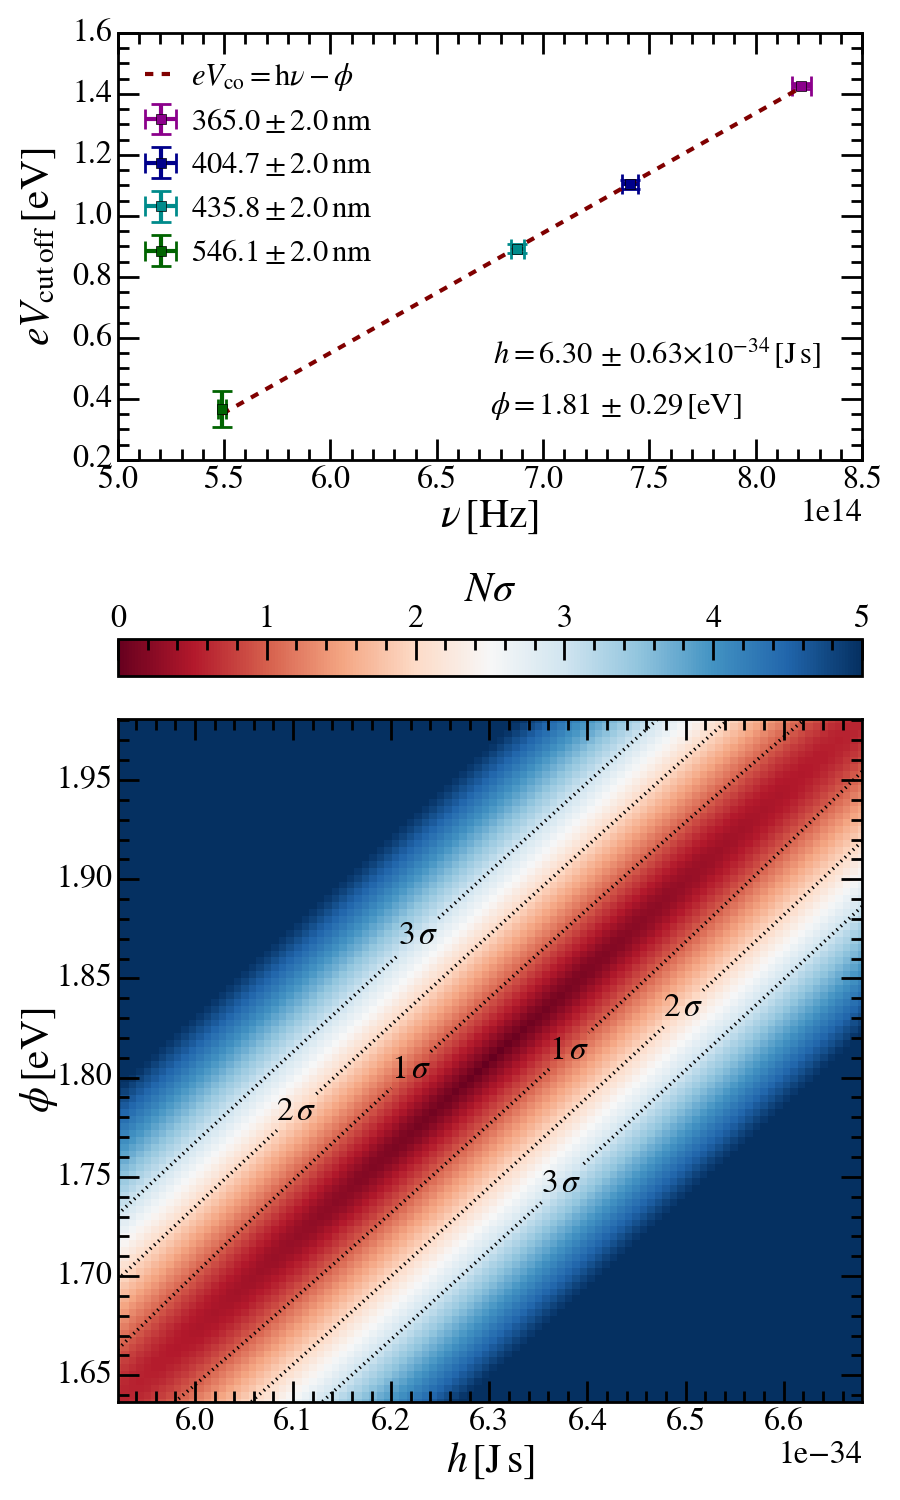 1.6
1.4
1.2
1.0
0.8
0.6
0.4
0.2
eV_cut off [eV]
eV_co = hν − ϕ
365.0 ± 2.0 nm
404.7 ± 2.0 nm
435.8 ± 2.0 nm
546.1 ± 2.0 nm
h = 6.30 ± 0.63×10^−34 [J s]
ϕ = 1.81 ± 0.29 [eV]
5.0 5.5 6.0 6.5 7.0 7.5 8.0 8.5
ν [Hz]
1e14
Nσ
0 1 2 3 4 5
1.95
1.90
1.85
1.80
1.75
1.70
1.65
ϕ [eV]
3σ
2σ
1σ
1σ
2σ
3σ
6.0 6.1 6.2 6.3 6.4 6.5 6.6
h [J s]
1e−34